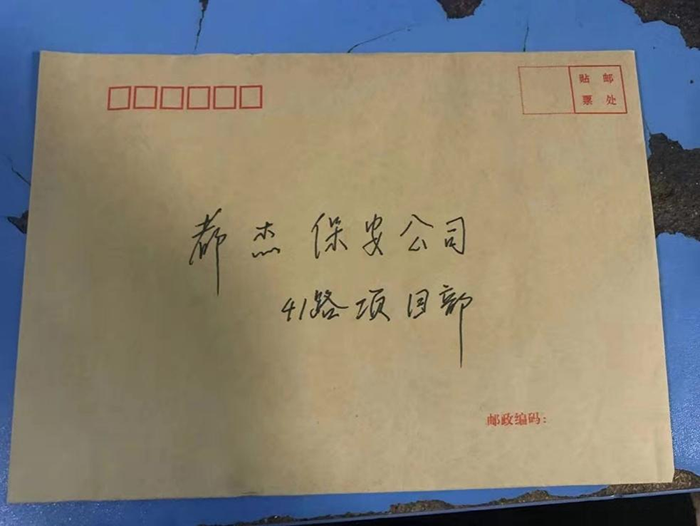 贴 邮
票 处
都杰保安公司
41路项目部
邮政编码：